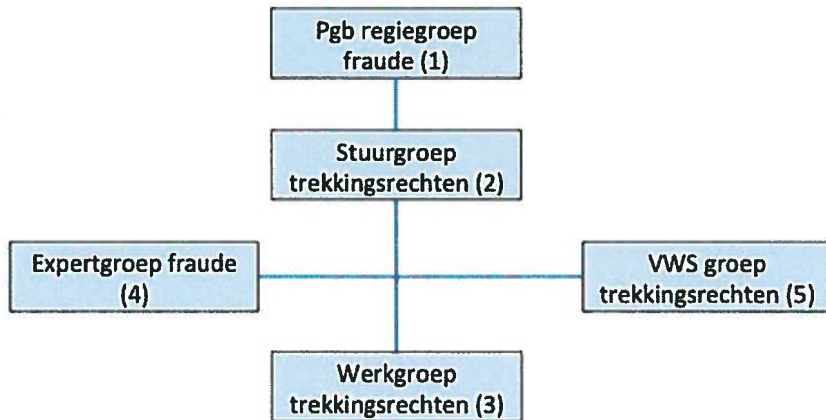 Pgb regiegroep
fraude (1)
Stuurgroep
trekkingsrechten (2)
Expertgroep fraude
(4)
VWS groep
trekkingsrechten (5)
Werkgroep
trekkingsrechten (3)